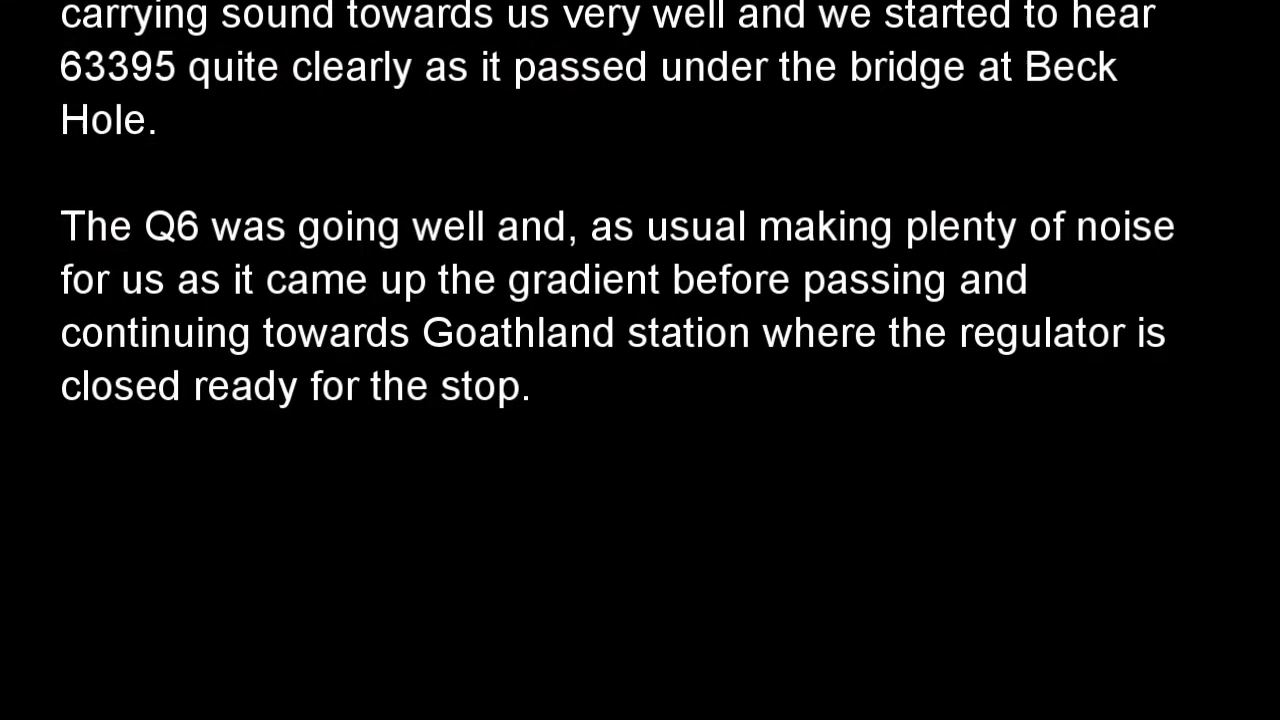 carrying sound towards us very well and we started to hear
63395 quite clearly as it passed under the bridge at Beck
Hole.
The Q6 was going well and, as usual making plenty of noise
for us as it came up the gradient before passing and
continuing towards Goathland station where the regulator is
closed ready for the stop.